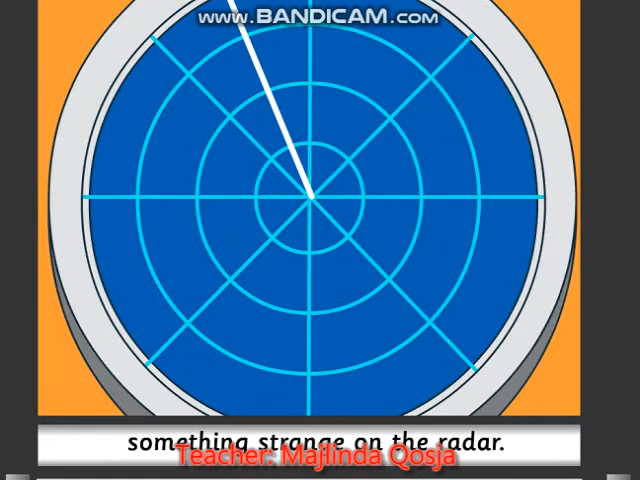 www.BANDICAM.com
something strange on the radar.
Teacher: Majlinda Qosja